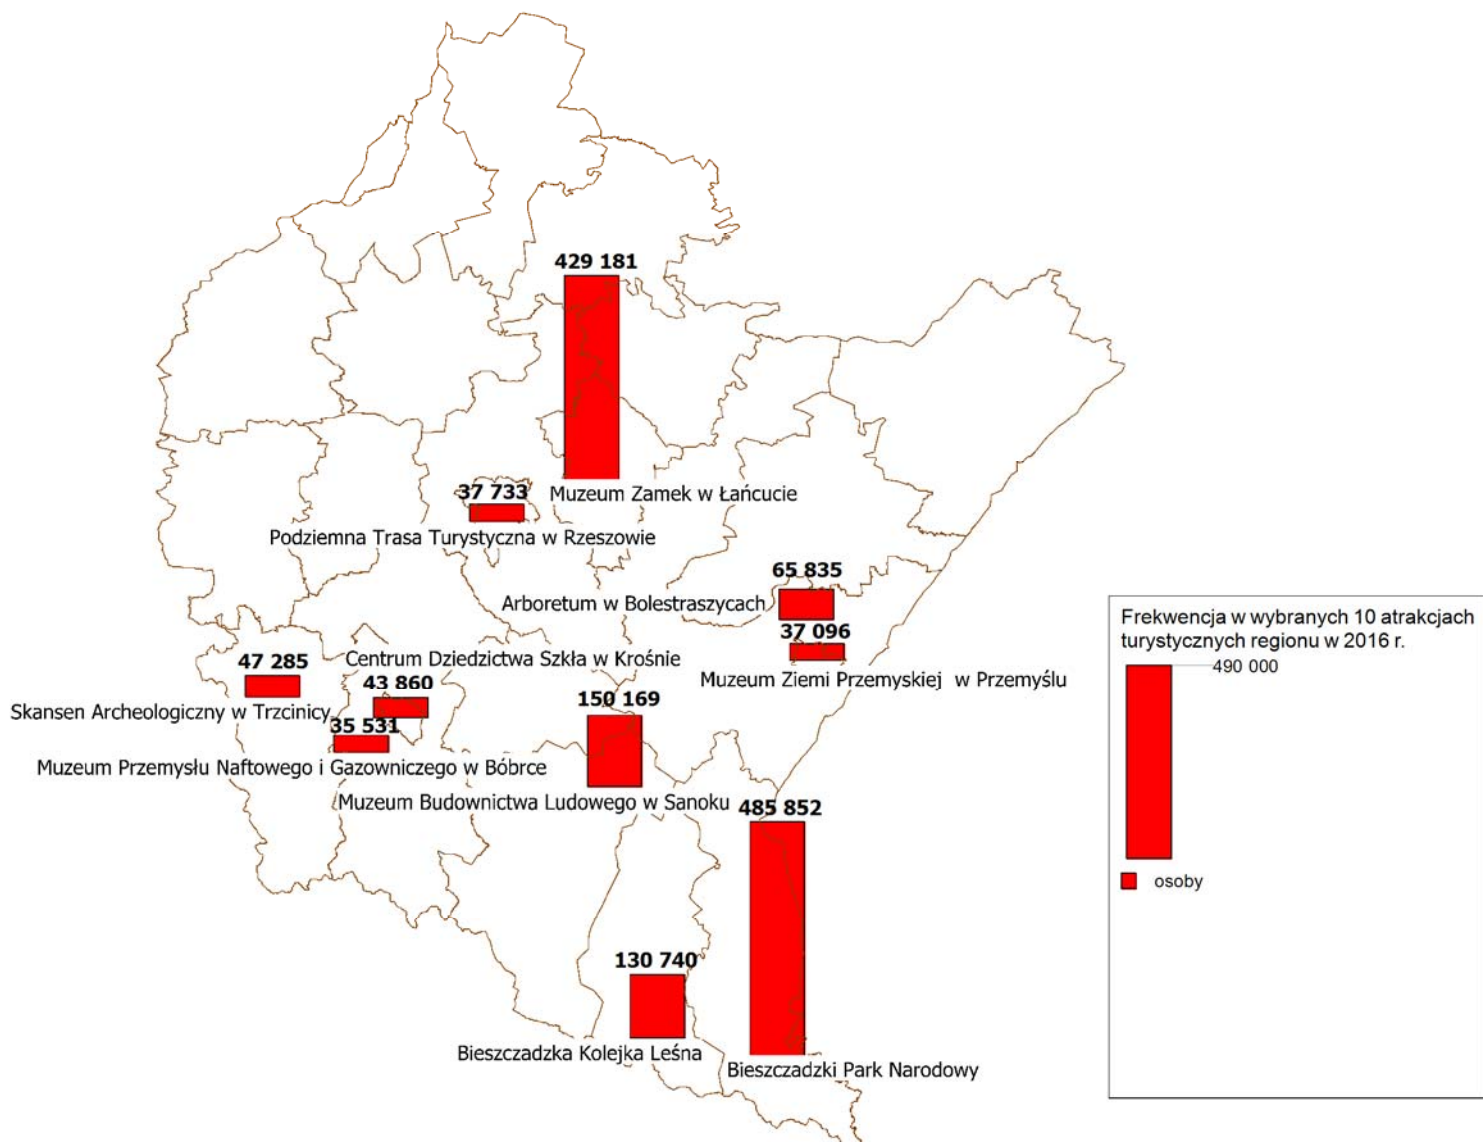 429 181
Muzeum Zamek w Łańcucie
37 733
Podziemna Trasa Turystyczna w Rzeszowie
65 835
Arboretum w Bolestraszycach
37 096
Muzeum Ziemi Przemyskiej w Przemyślu
Centrum Dziedzictwa Szkła w Krośnie
43 860
47 285
Skansen Archeologiczny w Trzcinicy
35 531
Muzeum Przemysłu Naftowego i Gazowniczego w Bóbrce
150 169
Muzeum Budownictwa Ludowego w Sanoku
485 852
Bieszczadzki Park Narodowy
130 740
Bieszczadzka Kolejka Leśna
Frekwencja w wybranych 10 atrakcjach
turystycznych regionu w 2016 r.
490 000
osoby